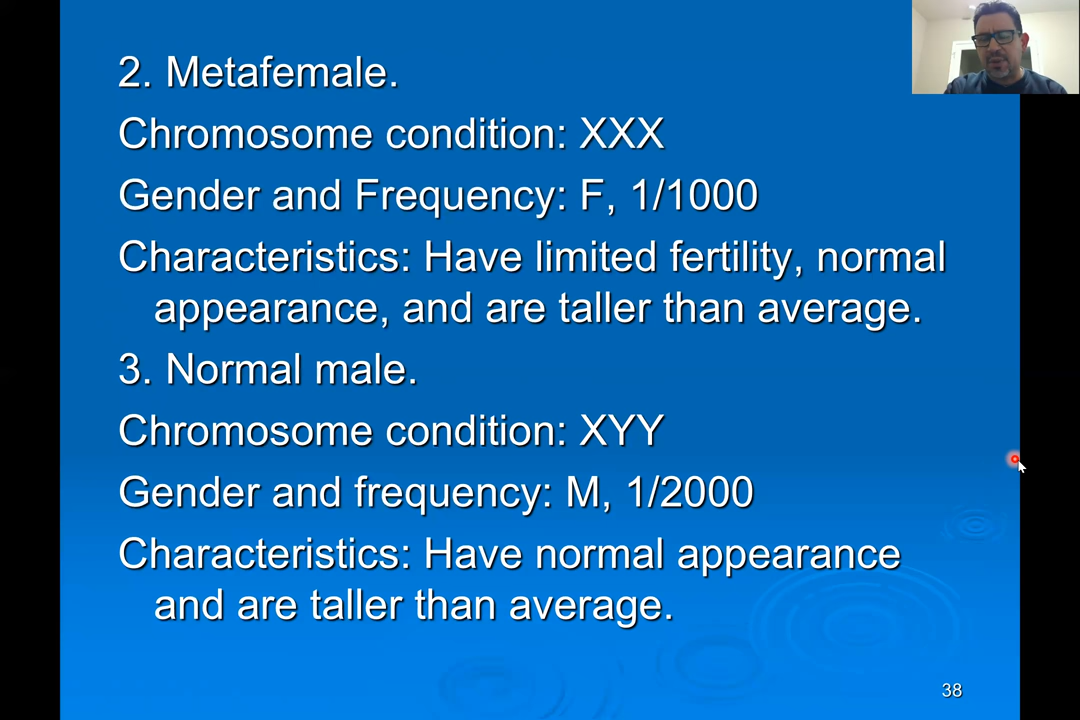 2. Metafemale.
Chromosome condition: XXX
Gender and Frequency: F, 1/1000
Characteristics: Have limited fertility, normal
appearance, and are taller than average.
3. Normal male.
Chromosome condition: XYY
Gender and frequency: M, 1/2000
Characteristics: Have normal appearance
and are taller than average.
38